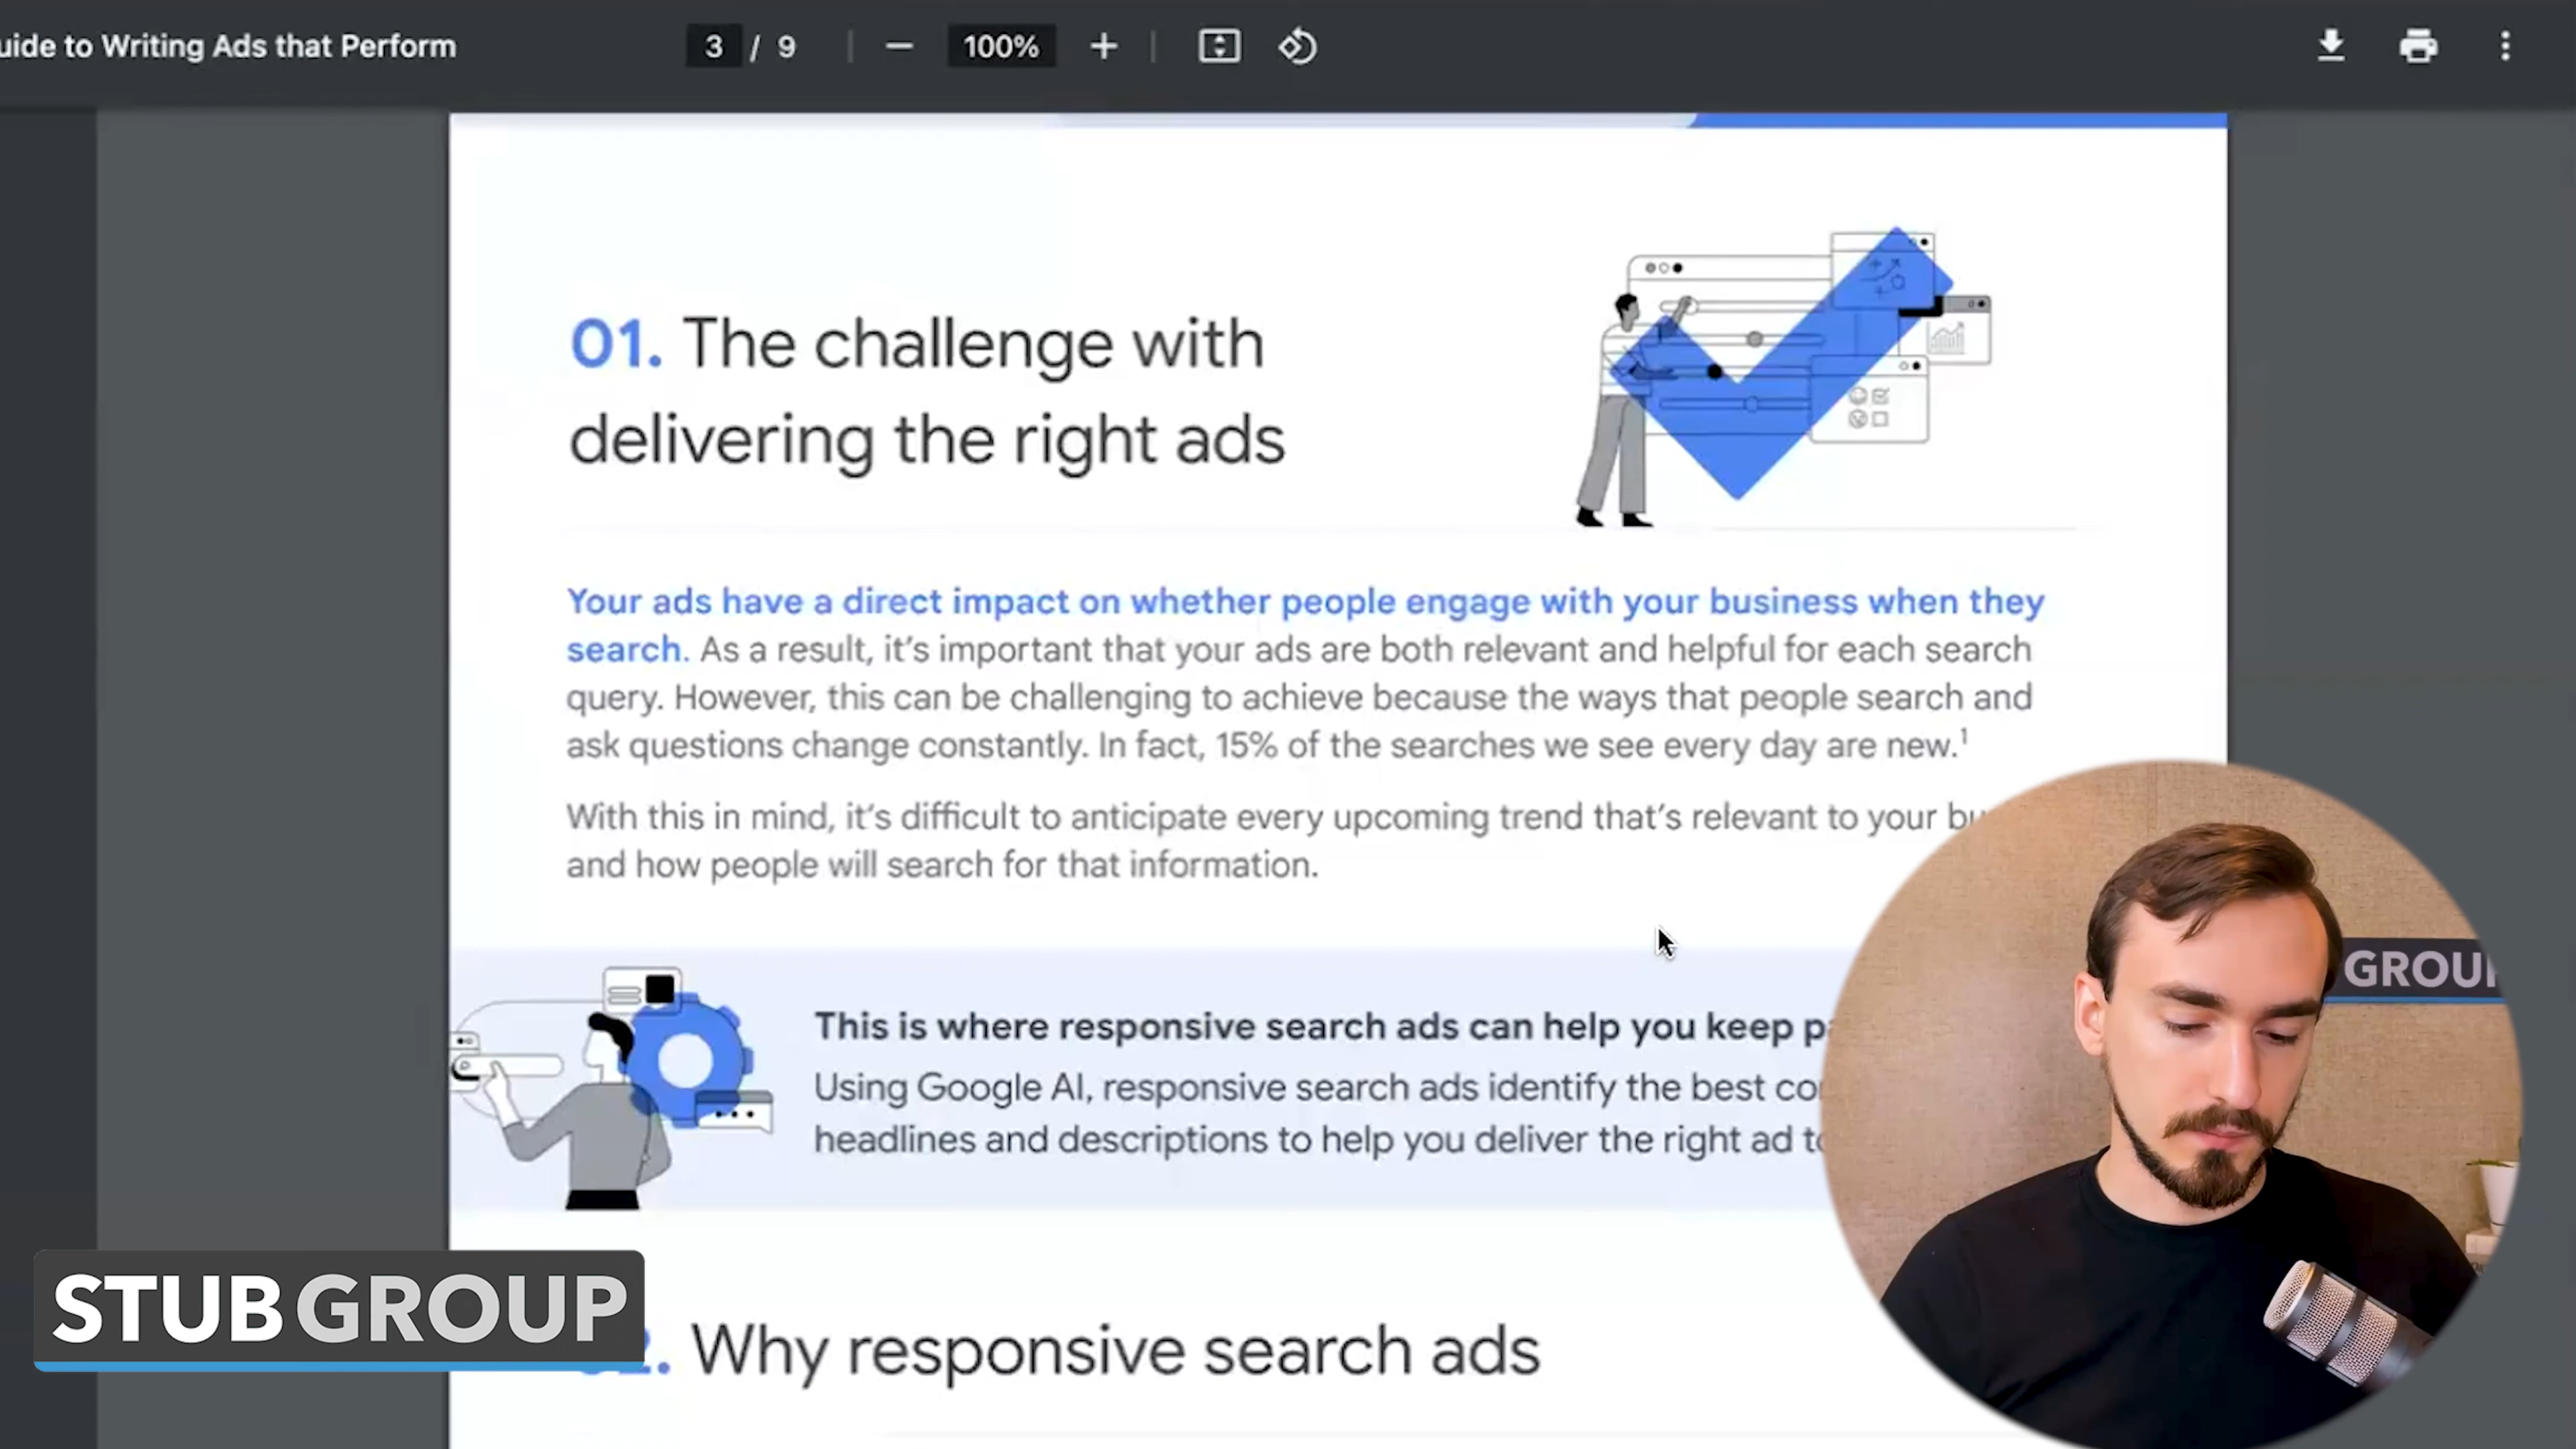 uide to Writing Ads that Perform
3 / 9
100%
01. The challenge with
delivering the right ads
Your ads have a direct impact on whether people engage with your business when they
search. As a result, it's important that your ads are both relevant and helpful for each search
query. However, this can be challenging to achieve because the ways that people search and
ask questions change constantly. In fact, 15% of the searches we see every day are new.¹
With this in mind, it's difficult to anticipate every upcoming trend that's relevant to your
and how people will search for that information.
This is where responsive search ads can help you keep
Using Google AI, responsive search ads identify the best
headlines and descriptions to help you deliver the right ad
Why responsive search ads
STUBGROUP
GROUP